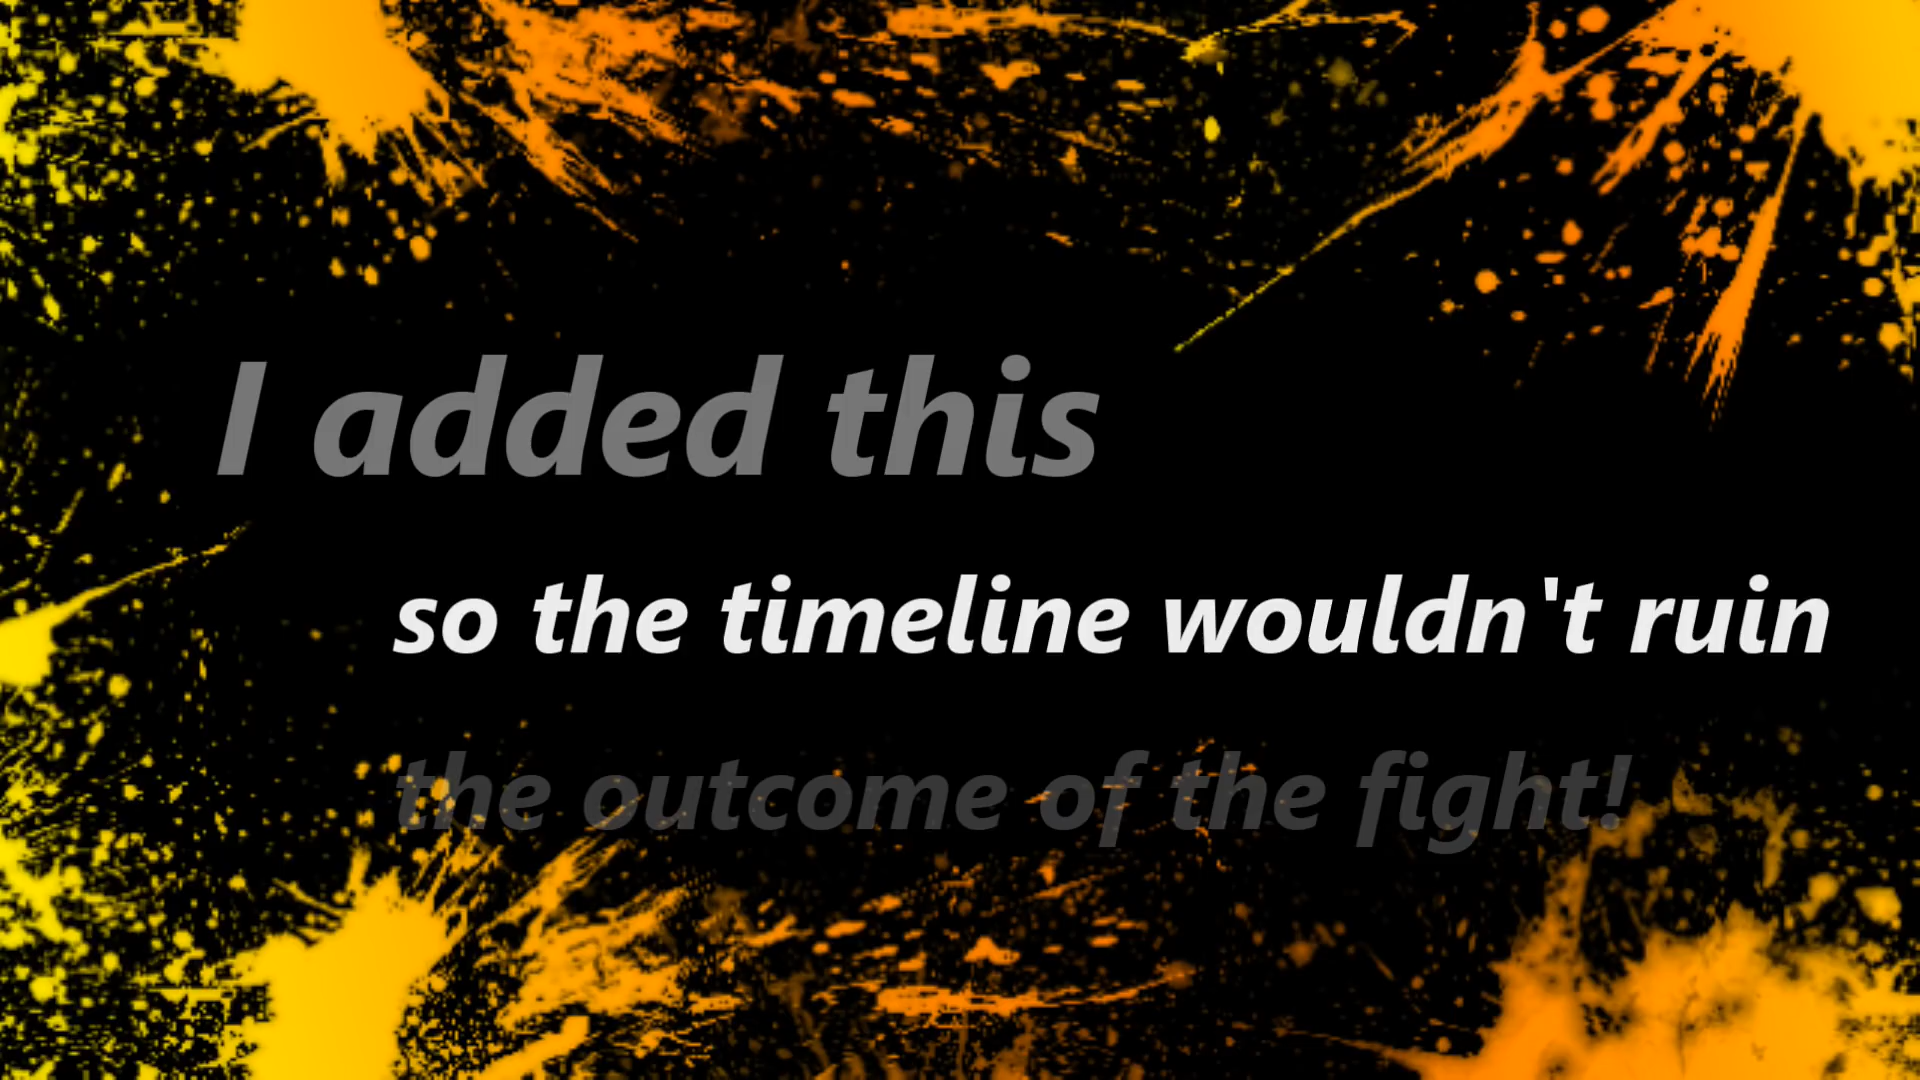 I added this
so the timeline wouldn't ruin
the outcome of the fight!